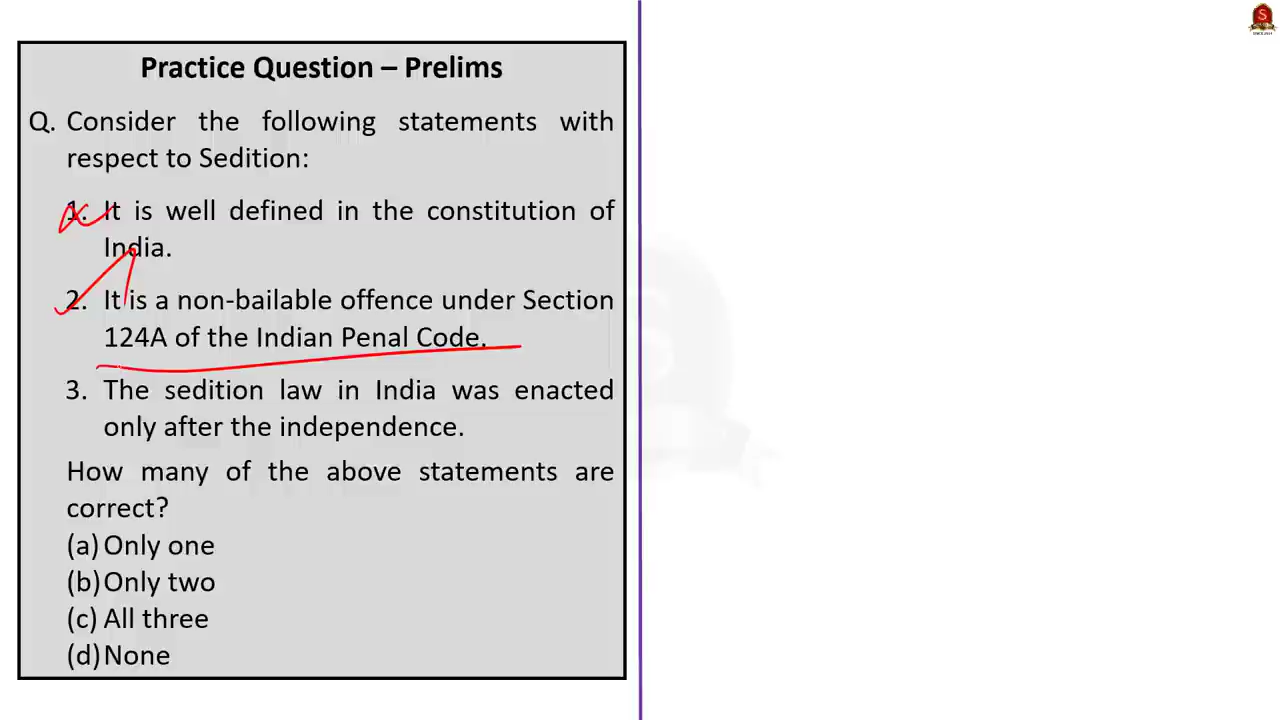 Practice Question – Prelims
Q. Consider the following statements with
respect to Sedition:
1. It is well defined in the constitution of
India.
2. It is a non-bailable offence under Section
124A of the Indian Penal Code.
3. The sedition law in India was enacted
only after the independence.
How many of the above statements are
correct?
(a) Only one
(b) Only two
(c) All three
(d) None